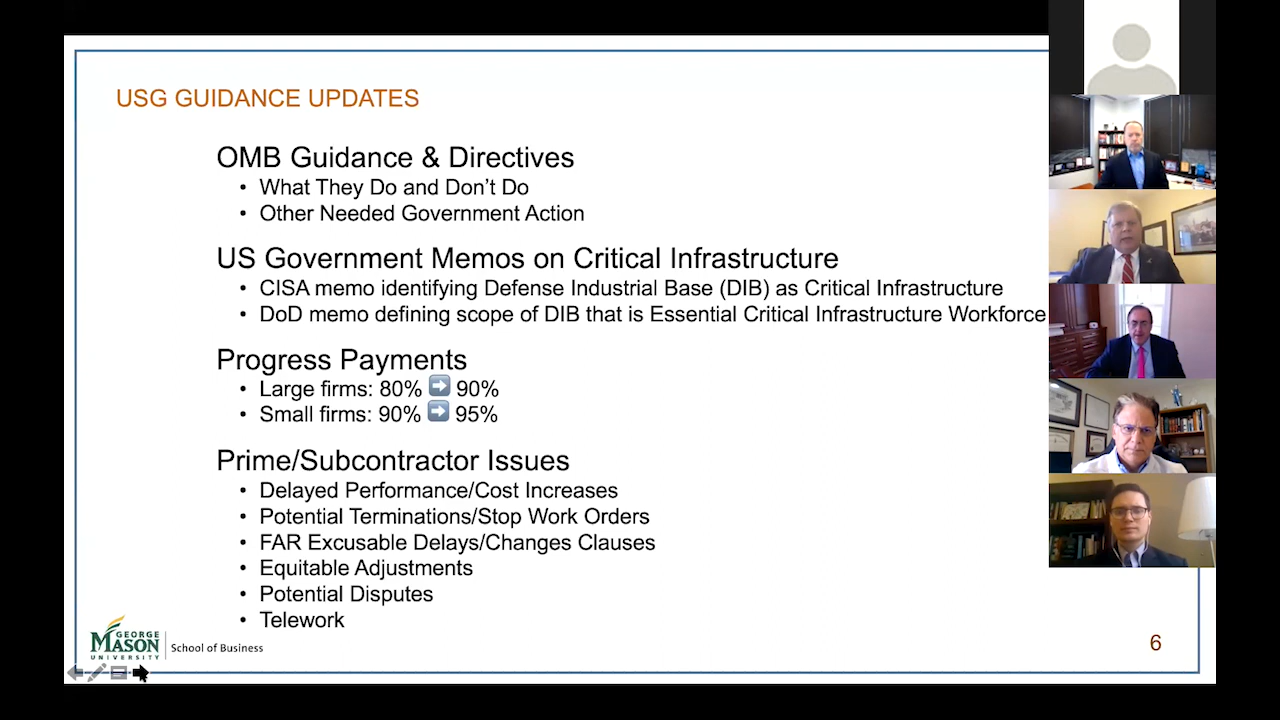 USG GUIDANCE UPDATES
OMB Guidance & Directives
• What They Do and Don't Do
• Other Needed Government Action
US Government Memos on Critical Infrastructure
• CISA memo identifying Defense Industrial Base (DIB) as Critical Infrastructure
• DoD memo defining scope of DIB that is Essential Critical Infrastructure Workforce
Progress Payments
• Large firms: 80% ➡ 90%
• Small firms: 90% ➡ 95%
Prime/Subcontractor Issues
• Delayed Performance/Cost Increases
• Potential Terminations/Stop Work Orders
• FAR Excusable Delays/Changes Clauses
• Equitable Adjustments
• Potential Disputes
• Telework
GEORGE
MASON
UNIVERSITY
School of Business
6